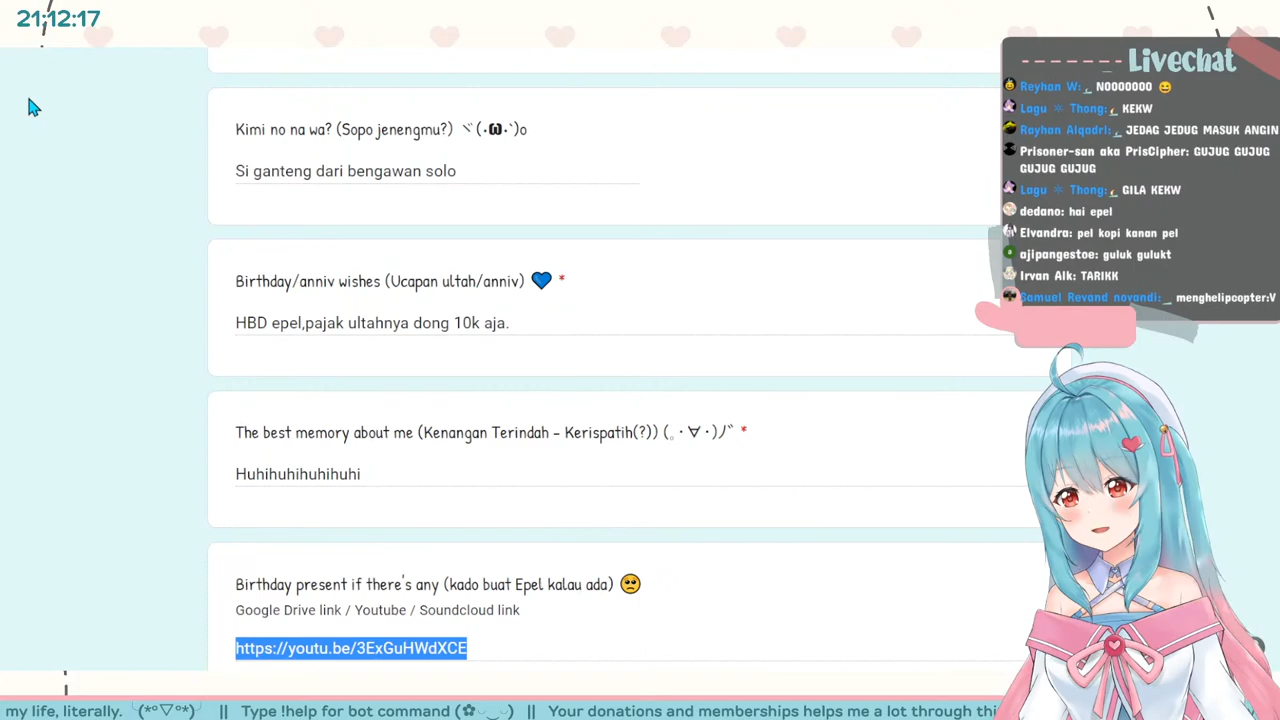 21:12:17
Livechat
Reyhan W: NOOOOOOO 😆
Lagu ✻ Thong: KEKW
Rayhan Alqadri: JEDAG JEDUG MASUK ANGIN
Prisoner-san aka PrisCipher: GUJUG GUJUG
GUJUG GUJUG
Lagu ✻ Thong: GILA KEKW
dedano: hai epel
Elvandra: pel kopi kanan pel
ajipangestoe: guluk gulukt
Irvan Alk: TARIKK
Samuel Revand novandi: menghelipcopter:V
Kimi no na wa? (Sopo jenengmu?) ヾ(･ω･`)o
Si ganteng dari bengawan solo
Birthday/anniv wishes (Ucapan ultah/anniv) 💙 *
HBD epel,pajak ultahnya dong 10k aja.
The best memory about me (Kenangan Terindah - Kerispatih(?)) (｡･∀･)ﾉﾞ *
Huhihuhihuhihuhi
Birthday present if there's any (kado buat Epel kalau ada) 🥺
Google Drive link / Youtube / Soundcloud link
https://youtu.be/3ExGuHWdXCE
my life, literally. (*°▽°*) || Type !help for bot command (✿◡‿◡) || Your donations and memberships helps me a lot through thi